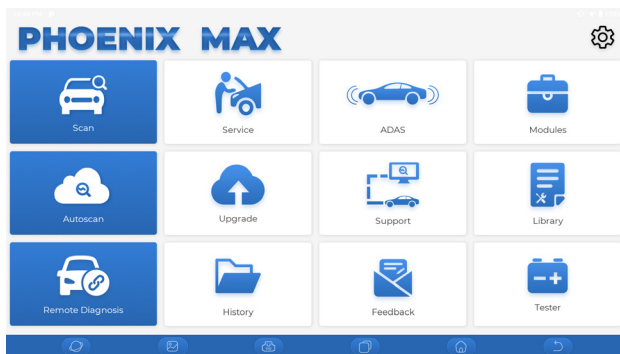 PHOENIX MAX
Scan
Service
ADAS
Modules
Autoscan
Upgrade
Support
Library
Remote Diagnosis
History
Feedback
Tester